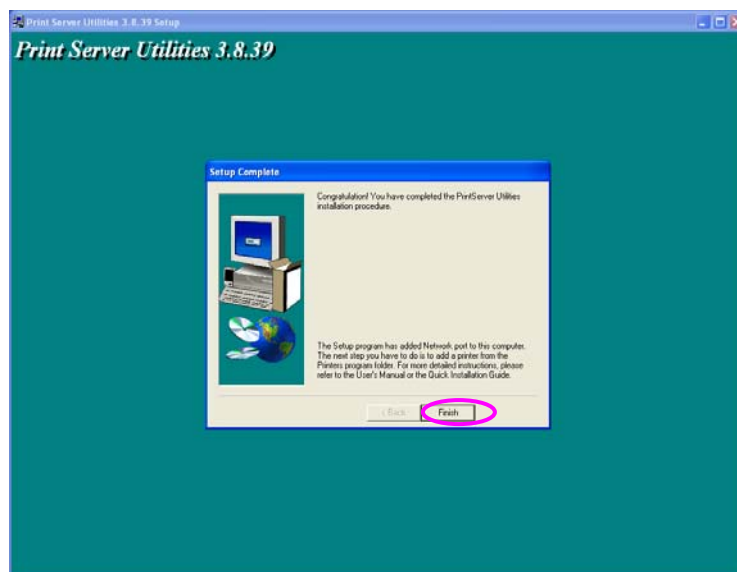 Print Server Utilities 3.8.39 Setup
Print Server Utilities 3.8.39
Setup Complete
Congratulation! You have completed the PrintServer Utilities
installation procedure.
The Setup program has added Network port to this computer.
The next step you have to do is to add a printer from the
Printers program folder. For more detailed instructions, please
refer to the User's Manual or the Quick Installation Guide.
< Back
Finish